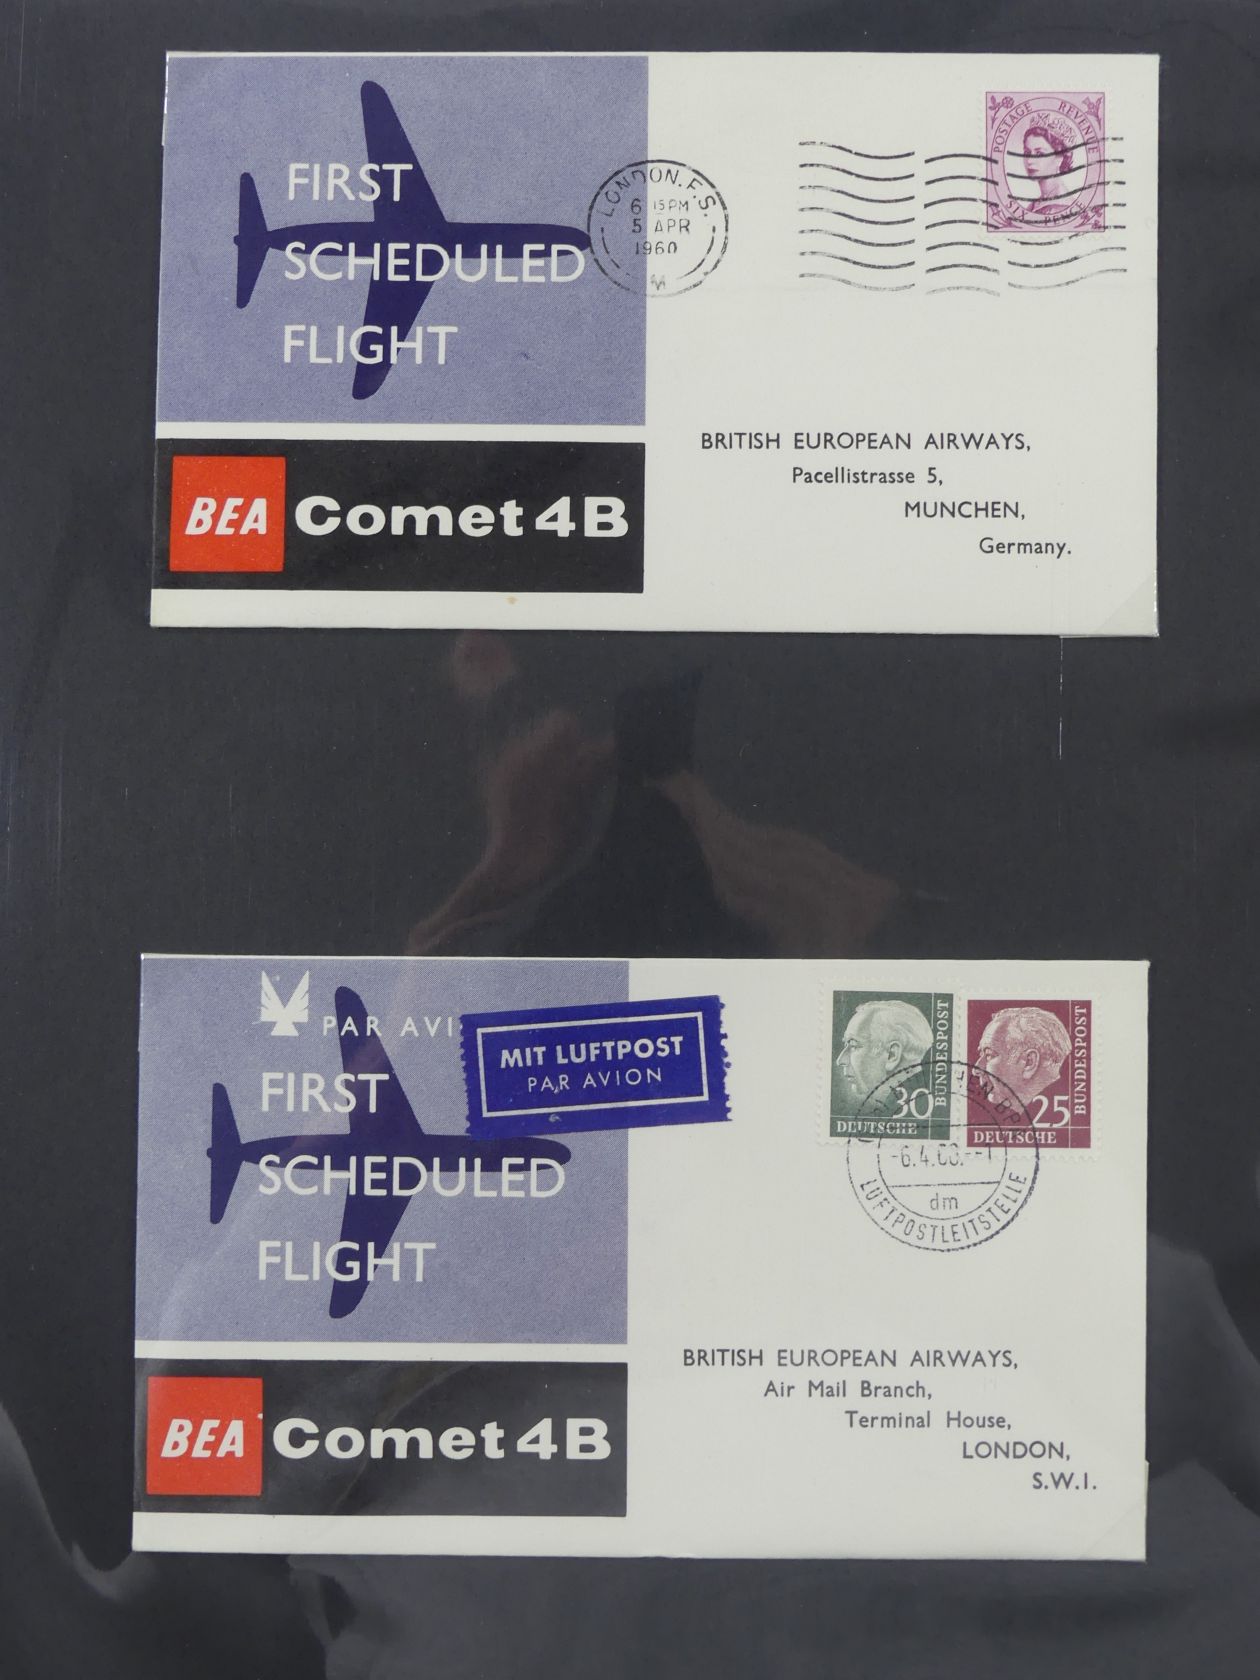 FIRST
SCHEDULED
FLIGHT
BEA Comet 4B
LONDON. F.S.
6 15PM
5 APR
1960
POSTAGE REVENUE
SIX PENCE
BRITISH EUROPEAN AIRWAYS,
Pacellistrasse 5,
MUNCHEN,
Germany.
PAR AVI
MIT LUFTPOST
PAR AVION
FIRST
SCHEDULED
FLIGHT
BEA Comet 4B
30
DEUTSCHE
BUNDESPOST
25
DEUTSCHE
BUNDESPOST
dm
LUFTPOSTLEITSTELLE
BRITISH EUROPEAN AIRWAYS,
Air Mail Branch,
Terminal House,
LONDON,
S.W.1.